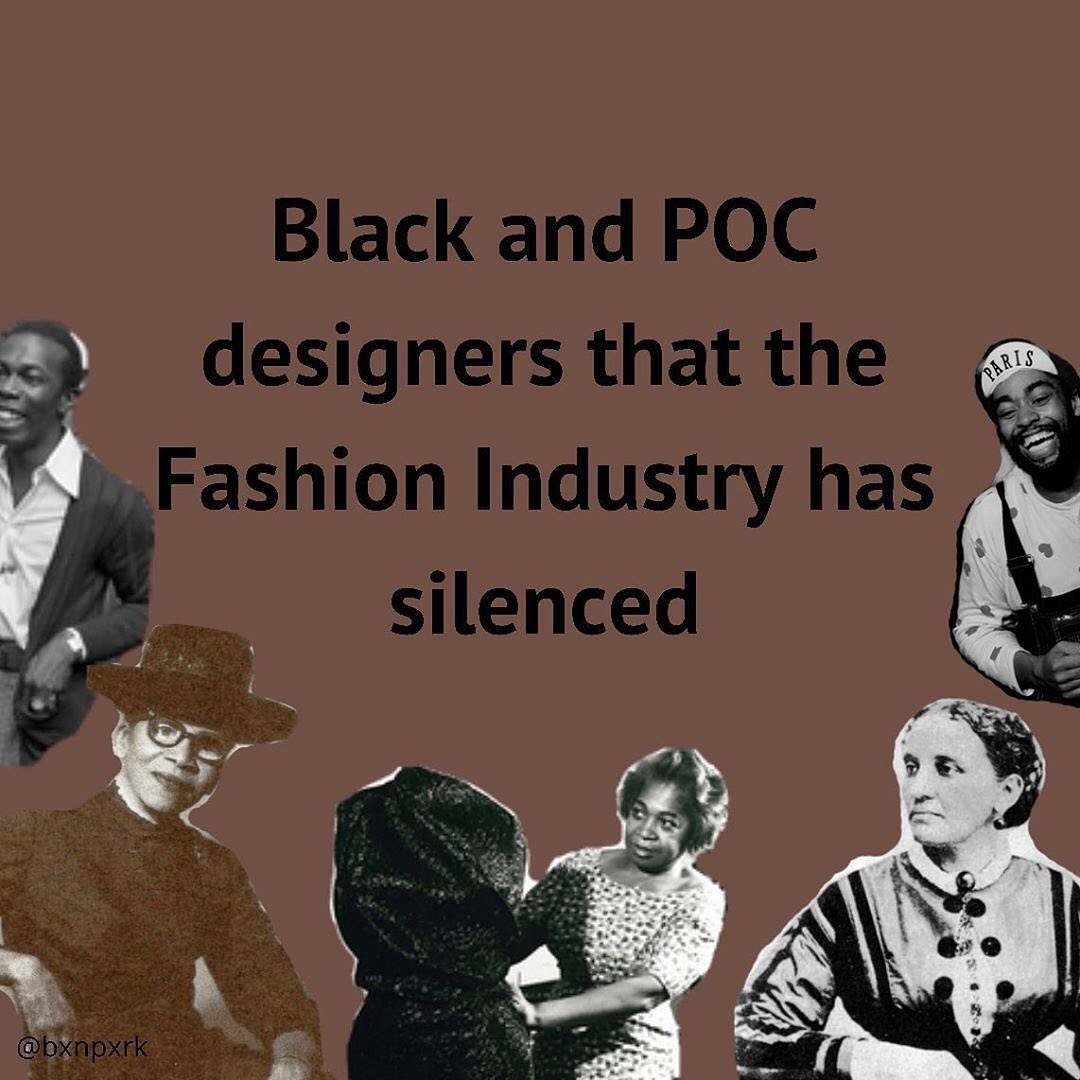 Black and POC
designers that the
Fashion Industry has
silenced
PARIS
@bxnpxrk